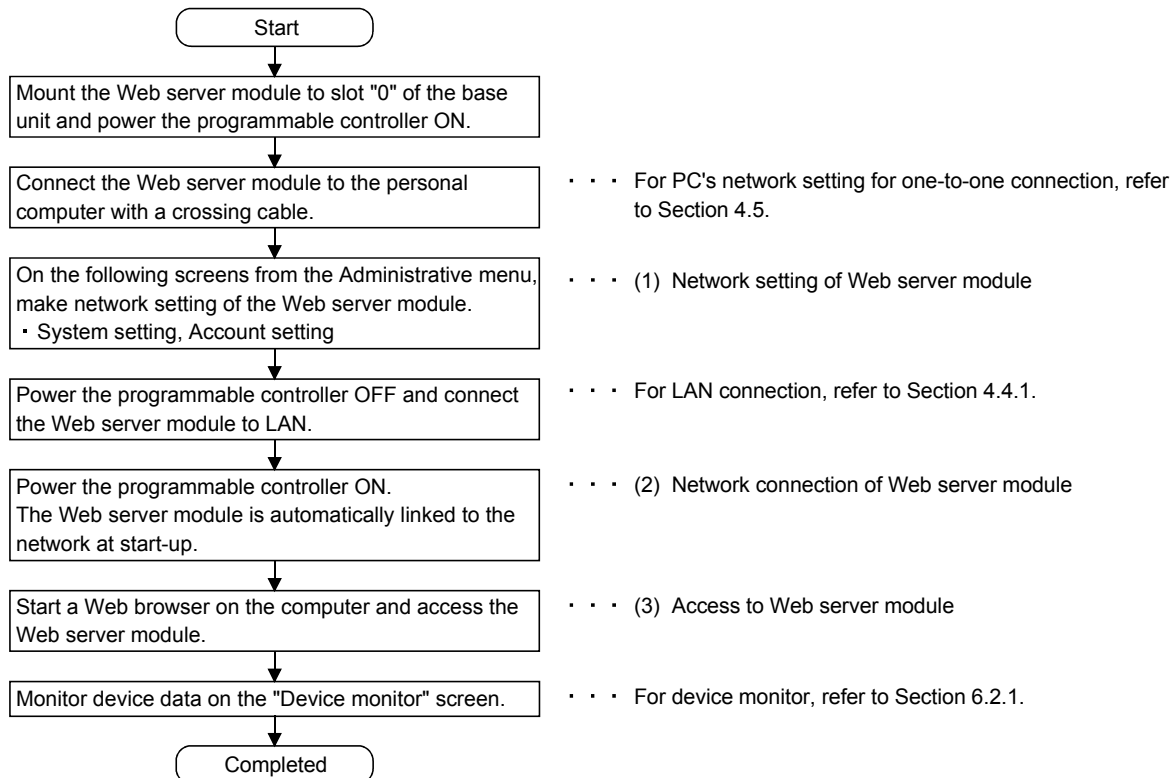 Start
Mount the Web server module to slot "0" of the base
unit and power the programmable controller ON.
Connect the Web server module to the personal
computer with a crossing cable.
· · · For PC's network setting for one-to-one connection, refer
to Section 4.5.
On the following screens from the Administrative menu,
make network setting of the Web server module.
· System setting, Account setting
· · · (1) Network setting of Web server module
Power the programmable controller OFF and connect
the Web server module to LAN.
· · · For LAN connection, refer to Section 4.4.1.
Power the programmable controller ON.
The Web server module is automatically linked to the
network at start-up.
· · · (2) Network connection of Web server module
Start a Web browser on the computer and access the
Web server module.
· · · (3) Access to Web server module
Monitor device data on the "Device monitor" screen.
· · · For device monitor, refer to Section 6.2.1.
Completed